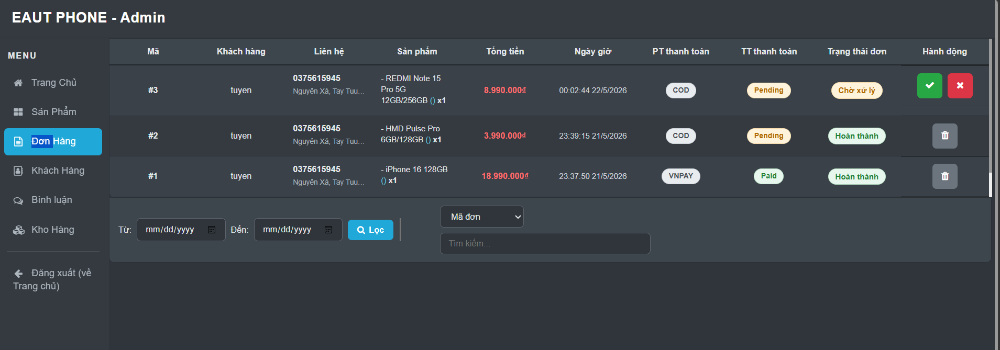 EAUT PHONE - Admin
MENU
Trang Chủ
Sản Phẩm
Đơn Hàng
Khách Hàng
Bình luận
Kho Hàng
Đăng xuất (về
Trang chủ)
Mã Khách hàng Liên hệ Sản phẩm Tổng tiền Ngày giờ PT thanh toán TT thanh toán Trạng thái đơn Hành động
#3 tuyen 0375615945 - REDMI Note 15 8.990.000₫ 00:02:44 22/5/2026 COD Pending Chờ xử lý
Nguyên Xá, Tay Tuu... Pro 5G
12GB/256GB () x1
#2 tuyen 0375615945 - HMD Pulse Pro 3.990.000₫ 23:39:15 21/5/2026 COD Pending Hoàn thành
Nguyên Xá, Tay Tuu... 6GB/128GB () x1
#1 tuyen 0375615945 - iPhone 16 128GB 18.990.000₫ 23:37:50 21/5/2026 VNPAY Paid Hoàn thành
Nguyên Xá, Tay Tuu... () x1
Từ: mm/dd/yyyy Đến: mm/dd/yyyy Lọc
Mã đơn
Tìm kiếm...